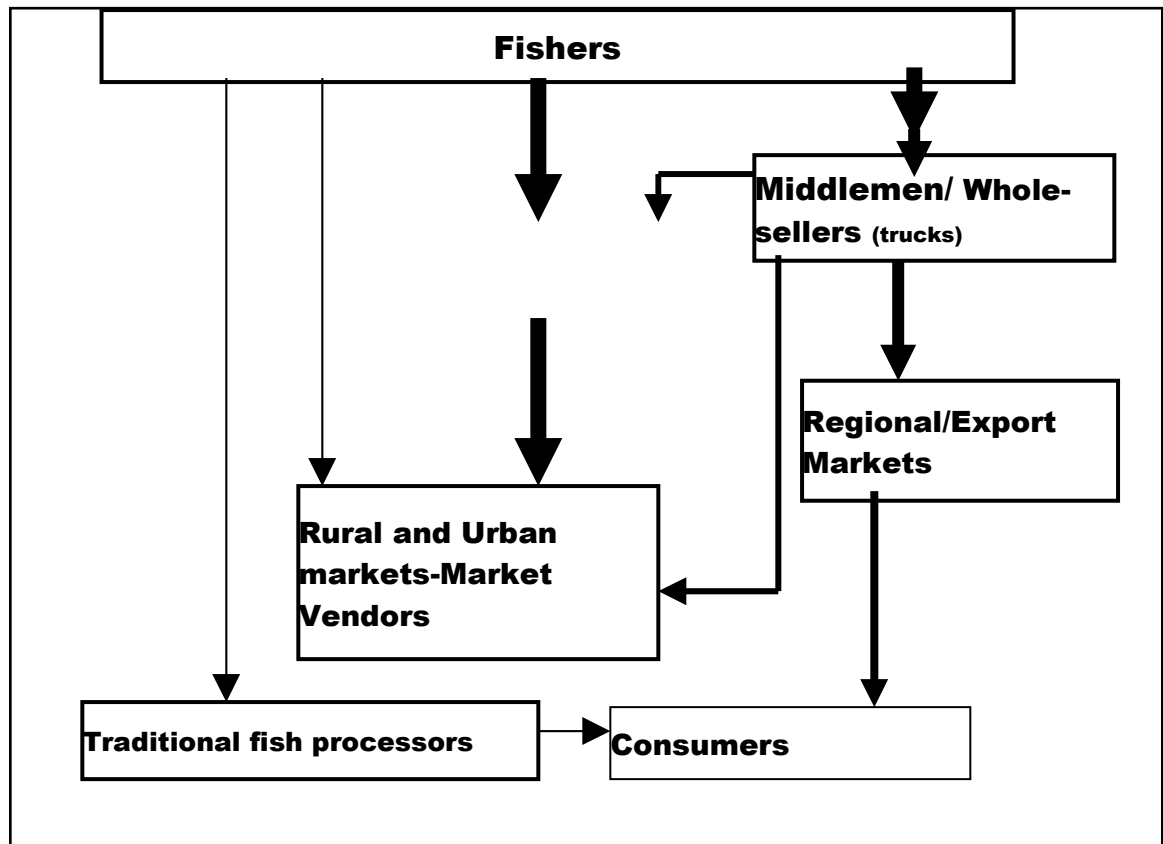 Fishers
Middlemen/ Whole-
sellers (trucks)
Regional/Export
Markets
Rural and Urban
markets-Market
Vendors
Traditional fish processors
Consumers